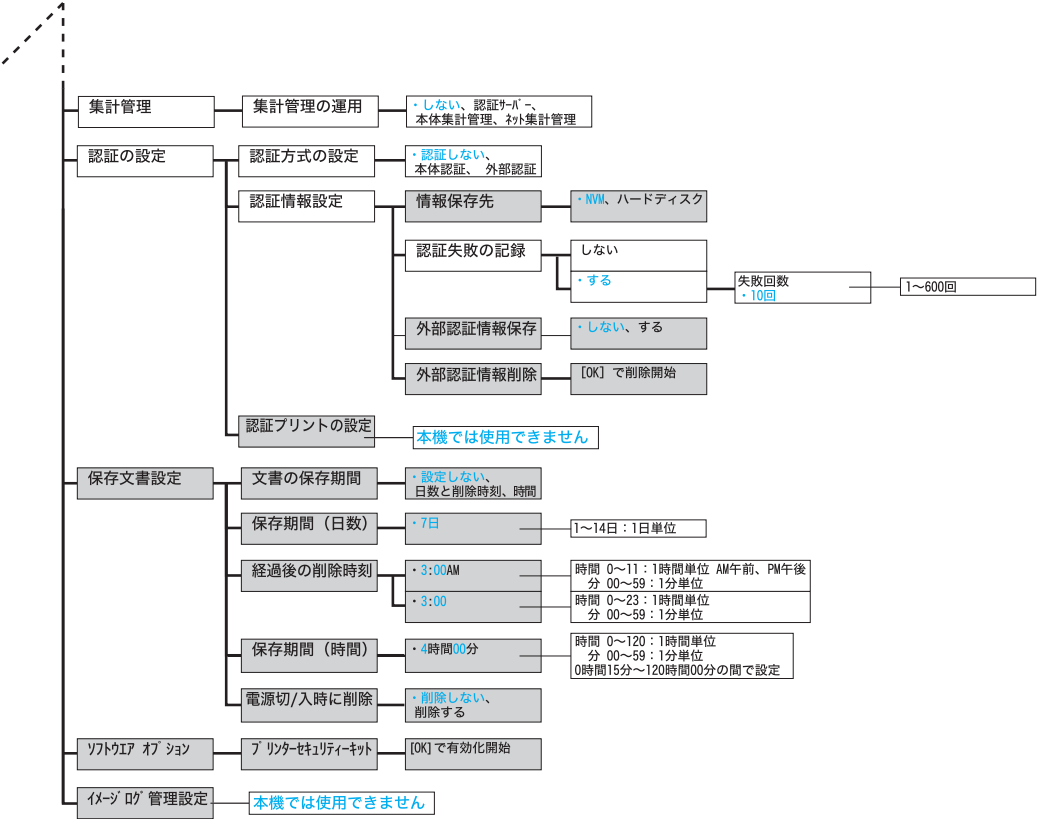 集計管理
集計管理の運用
・しない、認証ｻｰﾊﾞｰ、
本体集計管理、ﾈｯﾄ集計管理
認証の設定
認証方式の設定
・認証しない、
本体認証、 外部認証
認証情報設定
情報保存先
・NVM、ハードディスク
認証失敗の記録
しない
・する
失敗回数
・10回
1～600回
外部認証情報保存
・しない、する
外部認証情報削除
[OK] で削除開始
認証プリントの設定
本機では使用できません
保存文書設定
文書の保存期間
・設定しない、
日数と削除時刻、時間
保存期間（日数）
・7日
1～14日：1日単位
経過後の削除時刻
・3:00AM
時間 0～11：1時間単位 AM午前、PM午後
分 00～59：1分単位
・3:00
時間 0～23：1時間単位
分 00～59：1分単位
保存期間（時間）
・4時間00分
時間 0～120：1時間単位
分 00～59：1分単位
0時間15分～120時間00分の間で設定
電源切/入時に削除
・削除しない、
削除する
ｿﾌﾄｳｴｱ ｵﾌﾟｼｮﾝ
ﾌﾟﾘﾝﾀｰｾｷｭﾘﾃｨｰｷｯﾄ
[OK]で有効化開始
ｲﾒｰｼﾞﾛｸﾞ管理設定
本機では使用できません